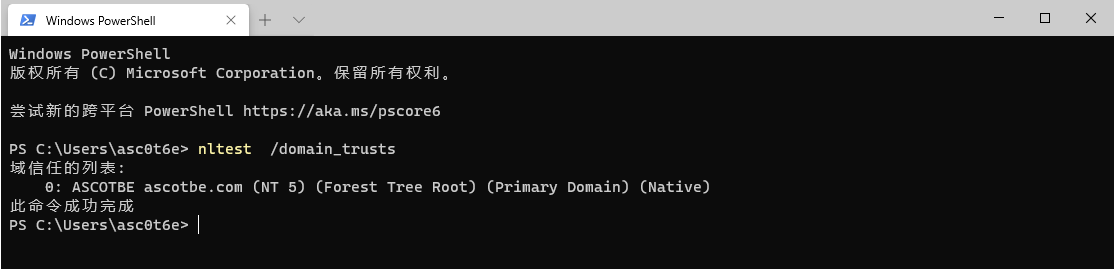 Windows PowerShell
Windows PowerShell
版权所有 (C) Microsoft Corporation。保留所有权利。
尝试新的跨平台 PowerShell https://aka.ms/pscore6
PS C:\Users\asc0t6e> nltest  /domain_trusts
域信任的列表:
    0: ASCOTBE ascotbe.com (NT 5) (Forest Tree Root) (Primary Domain) (Native)
此命令成功完成
PS C:\Users\asc0t6e>